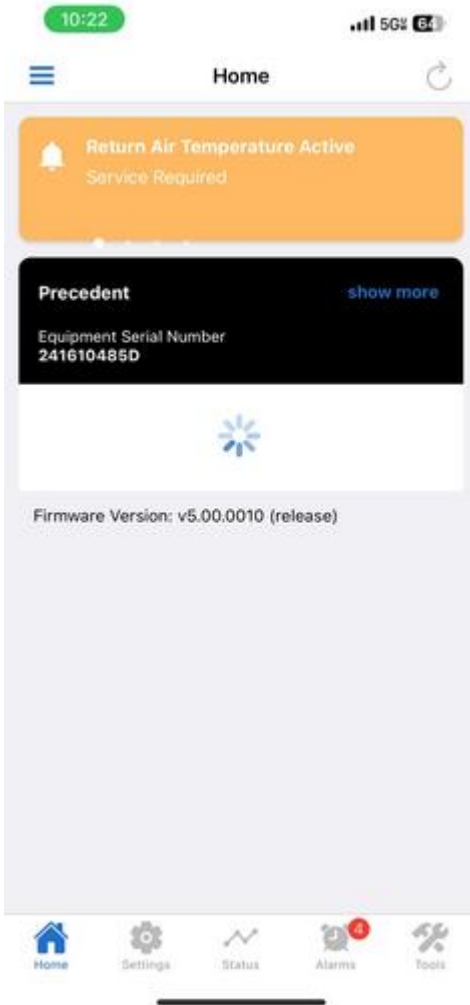 10:22
5G
64
Home
Return Air Temperature Active
Service Required
Precedent
show more
Equipment Serial Number
241610485D
Firmware Version: v5.00.0010 (release)
4
Home
Settings
Status
Alarms
Tools